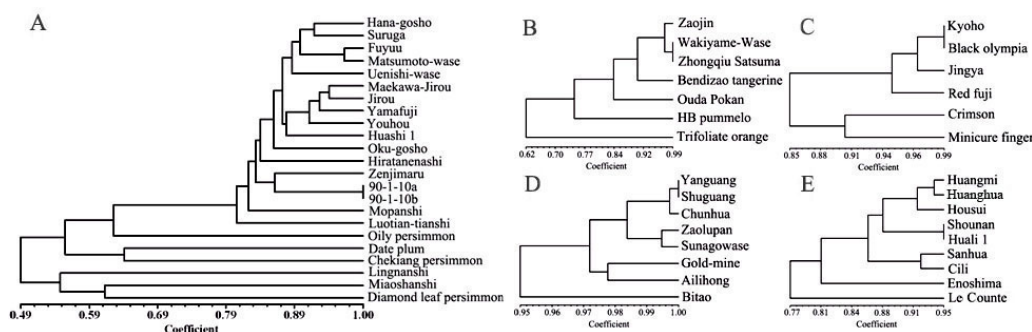 A
Hana-gosho
Suruga
Fuyuu
Matsumoto-wase
Uenishi-wase
Maekawa-Jirou
Jirou
Yamafuji
Youhou
Huashi 1
Oku-gosho
Hiratanenashi
Zenjimaru
90-1-10a
90-1-10b
Mopanshi
Luotian-tianshi
Oily persimmon
Date plum
Chekiang persimmon
Lingnanshi
Miaoshanshi
Diamond leaf persimmon
0.49 0.59 0.69 0.79 0.89 1.00
Coefficient
B
Zaojin
Wakiyame-Wase
Zhongqiu Satsuma
Bendizao tangerine
Ouda Pokan
HB pummelo
Trifoliate orange
0.62 0.70 0.77 0.84 0.92 0.99
Coefficient
C
Kyoho
Black olympia
Jingya
Red fuji
Crimson
Minicure finger
0.85 0.88 0.91 0.94 0.96 0.99
Coefficient
D
Yanguang
Shuguang
Chunhua
Zaolupan
Sunagowase
Gold-mine
Ailihong
Bitao
0.95 0.96 0.97 0.98 0.99 1.00
Coefficient
E
Huangmi
Huanghua
Housui
Shounan
Huali 1
Sanhua
Cili
Enoshima
Le Counte
0.77 0.81 0.84 0.88 0.91 0.95
Coefficient